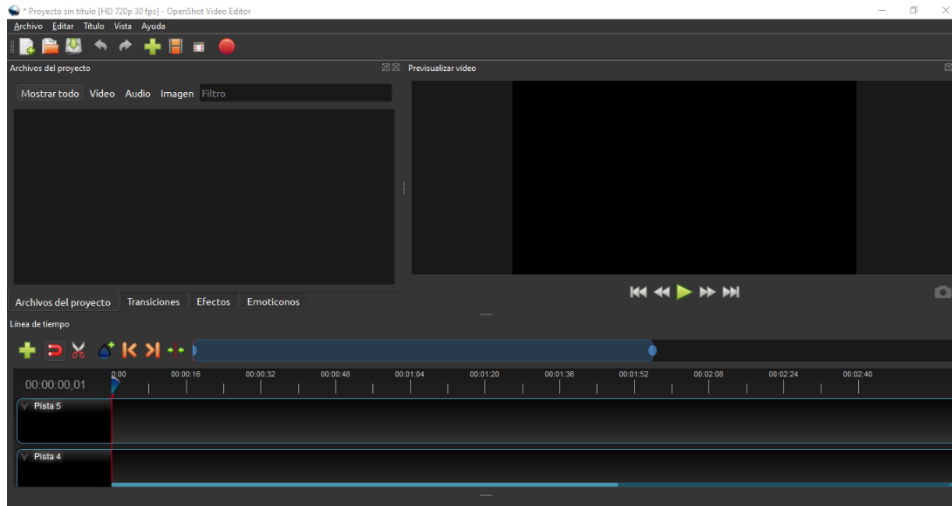 * Proyecto sin título [HD 720p 30 fps] - OpenShot Video Editor
Archivo Editar Título Vista Ayuda
Archivos del proyecto
Previsualizar vídeo
Mostrar todo Vídeo Audio Imagen Filtro
Archivos del proyecto Transiciones Efectos Emoticonos
Línea de tiempo
00:00:00,01
0:00 00:00:16 00:00:32 00:00:48 00:01:04 00:01:20 00:01:36 00:01:52 00:02:08 00:02:24 00:02:40
Pista 5
Pista 4